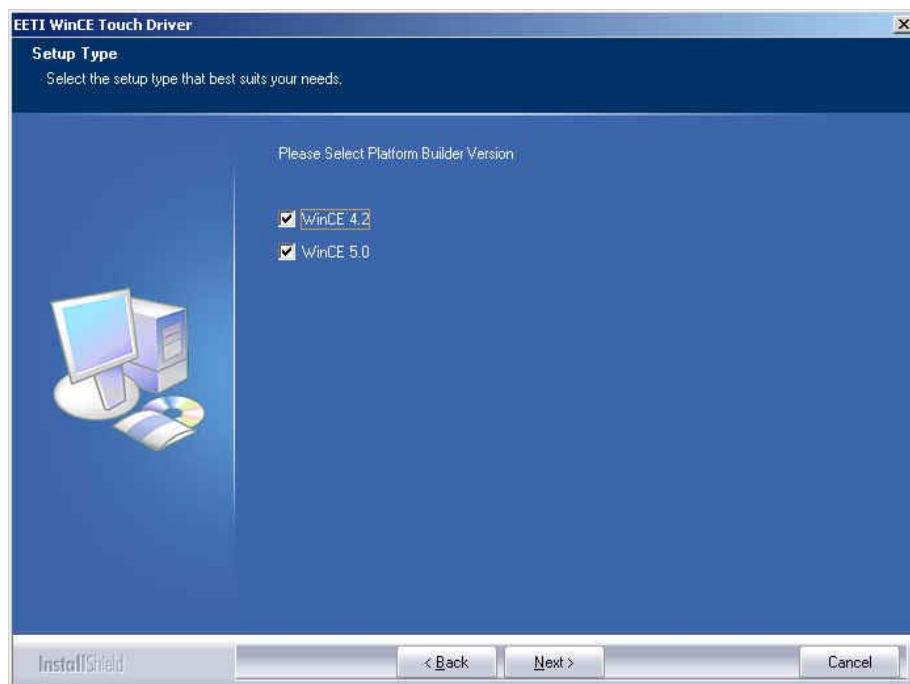 EETI WinCE Touch Driver
Setup Type
Select the setup type that best suits your needs.
Please Select Platform Builder Version
WinCE 4.2
WinCE 5.0
InstallShield
< Back
Next >
Cancel